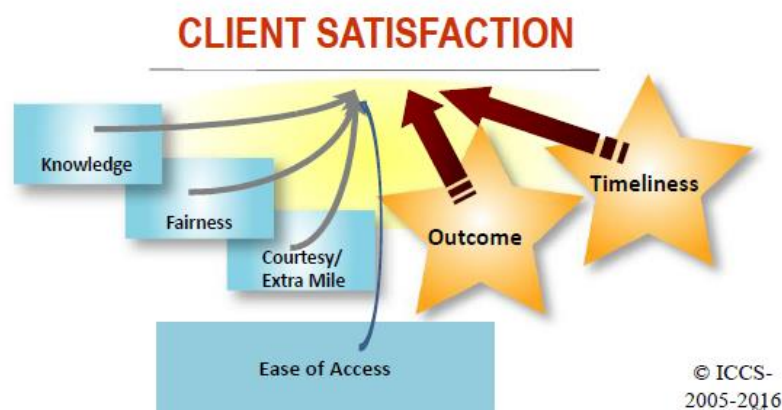 CLIENT SATISFACTION
Knowledge
Fairness
Courtesy/
Extra Mile
Outcome
Timeliness
Ease of Access
© ICCS-
2005-2016